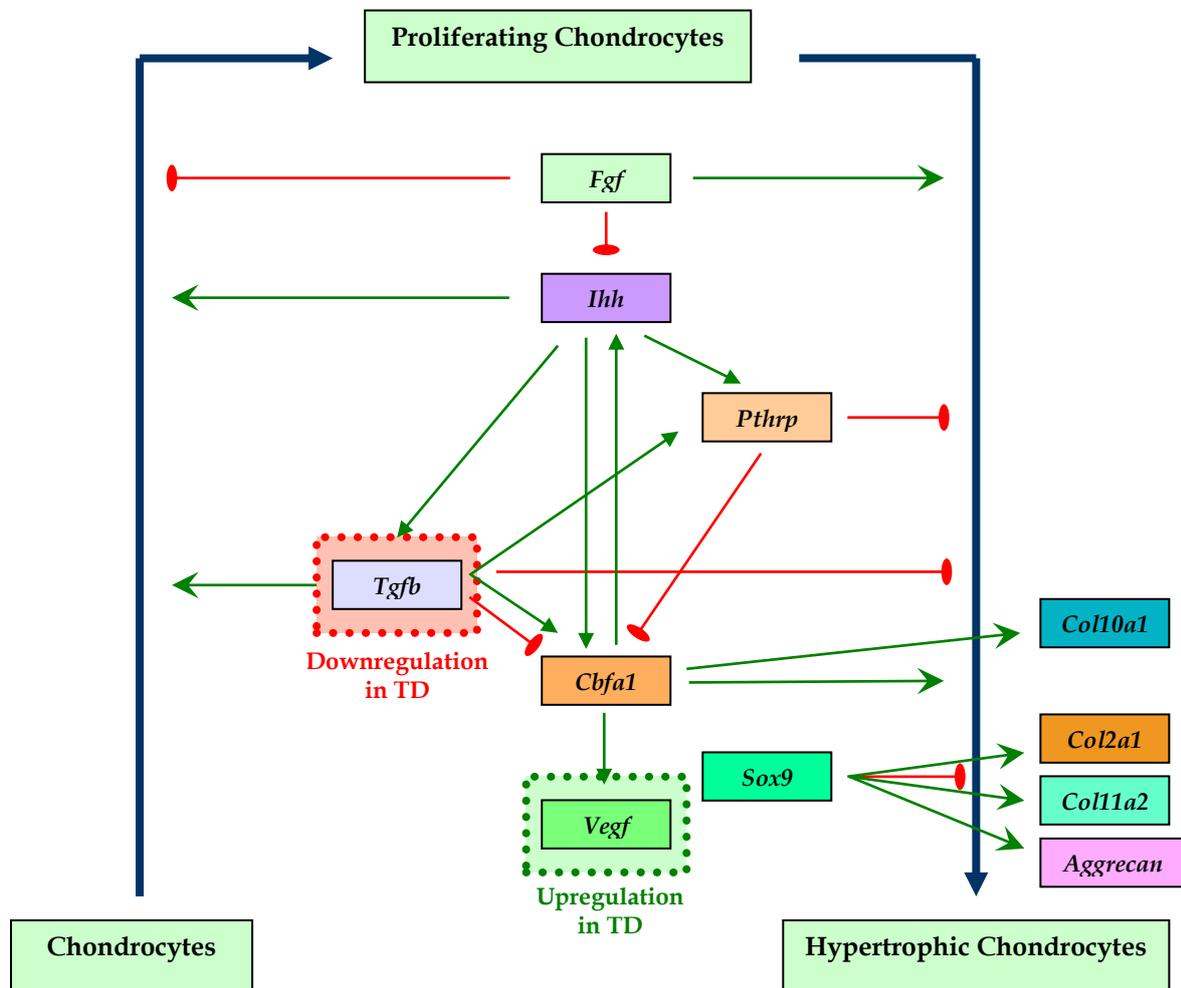 Proliferating Chondrocytes
Fgf
Ihh
Pthrp
Tgfb
Downregulation
in TD
Cbfa1
Col10a1
Col2a1
Sox9
Col11a2
Vegf
Aggrecan
Upregulation
in TD
Chondrocytes
Hypertrophic Chondrocytes